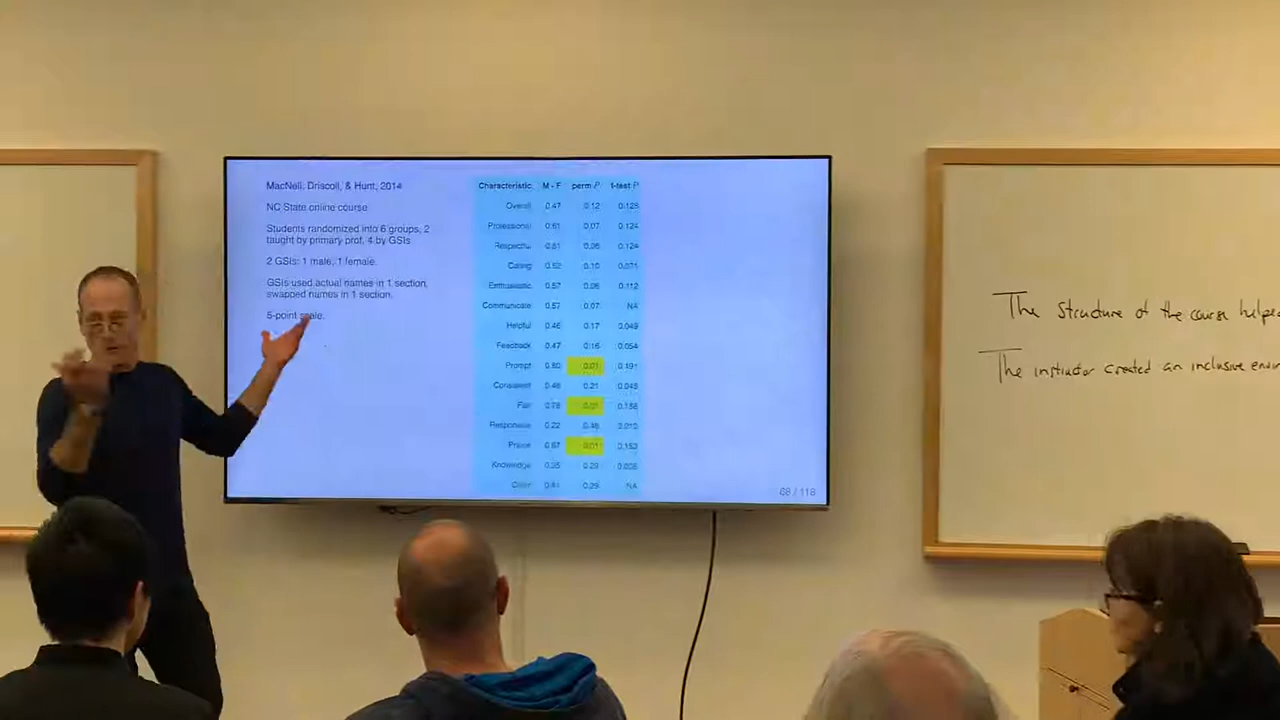 MacNell, Driscoll, & Hunt, 2014
NC State online course.
Students randomized into 6 groups, 2
taught by primary prof, 4 by GSIs
2 GSIs: 1 male, 1 female.
GSIs used actual names in 1 section,
swapped names in 1 section.
5-point scale.
Characteristic M - F perm P t-test P
Overall 0.47 0.12 0.128
Professional 0.61 0.07 0.124
Respectful 0.61 0.06 0.124
Caring 0.52 0.10 0.071
Enthusiastic 0.57 0.06 0.112
Communicate 0.57 0.07 NA
Helpful 0.46 0.17 0.049
Feedback 0.47 0.16 0.054
Prompt 0.80 0.01 0.191
Consistent 0.46 0.21 0.045
Fair 0.76 0.01 0.188
Responsive 0.22 0.48 0.013
Praise 0.67 0.01 0.153
Knowledge 0.35 0.29 0.038
Clear 0.41 0.29 NA
68 / 116
The structure of the course helped
The instructor created an inclusive